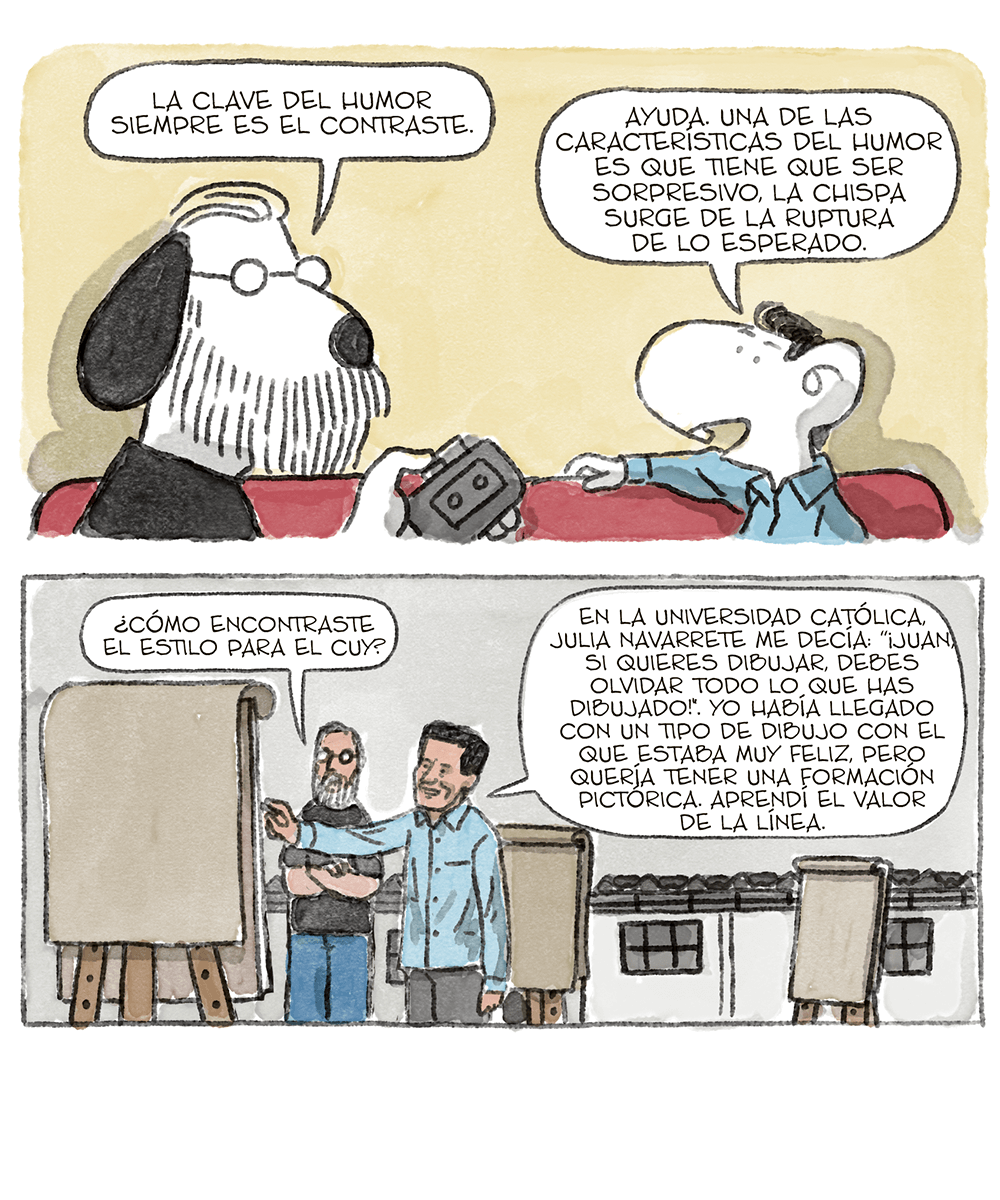 LA CLAVE DEL HUMOR
SIEMPRE ES EL CONTRASTE.
AYUDA. UNA DE LAS
CARACTERÍSTICAS DEL HUMOR
ES QUE TIENE QUE SER
SORPRESIVO, LA CHISPA
SURGE DE LA RUPTURA
DE LO ESPERADO.
¿CÓMO ENCONTRASTE
EL ESTILO PARA EL CUY?
EN LA UNIVERSIDAD CATÓLICA,
JULIA NAVARRETE ME DECÍA: "¡JUAN,
SI QUIERES DIBUJAR, DEBES
OLVIDAR TODO LO QUE HAS
DIBUJADO!". YO HABÍA LLEGADO
CON UN TIPO DE DIBUJO CON EL
QUE ESTABA MUY FELIZ, PERO
QUERÍA TENER UNA FORMACIÓN
PICTÓRICA. APRENDÍ EL VALOR
DE LA LÍNEA.